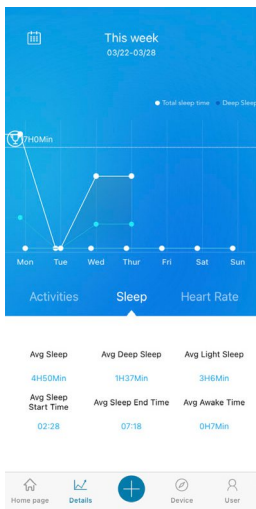 This week
03/22-03/28
Total sleep time
Deep Sleep
7H0Min
Mon Tue Wed Thur Fri Sat Sun
Activities Sleep Heart Rate
Avg Sleep Avg Deep Sleep Avg Light Sleep
4H50Min 1H37Min 3H6Min
Avg Sleep
Start Time
Avg Sleep End Time Avg Awake Time
02:28 07:18 0H7Min
Home page Details Device User